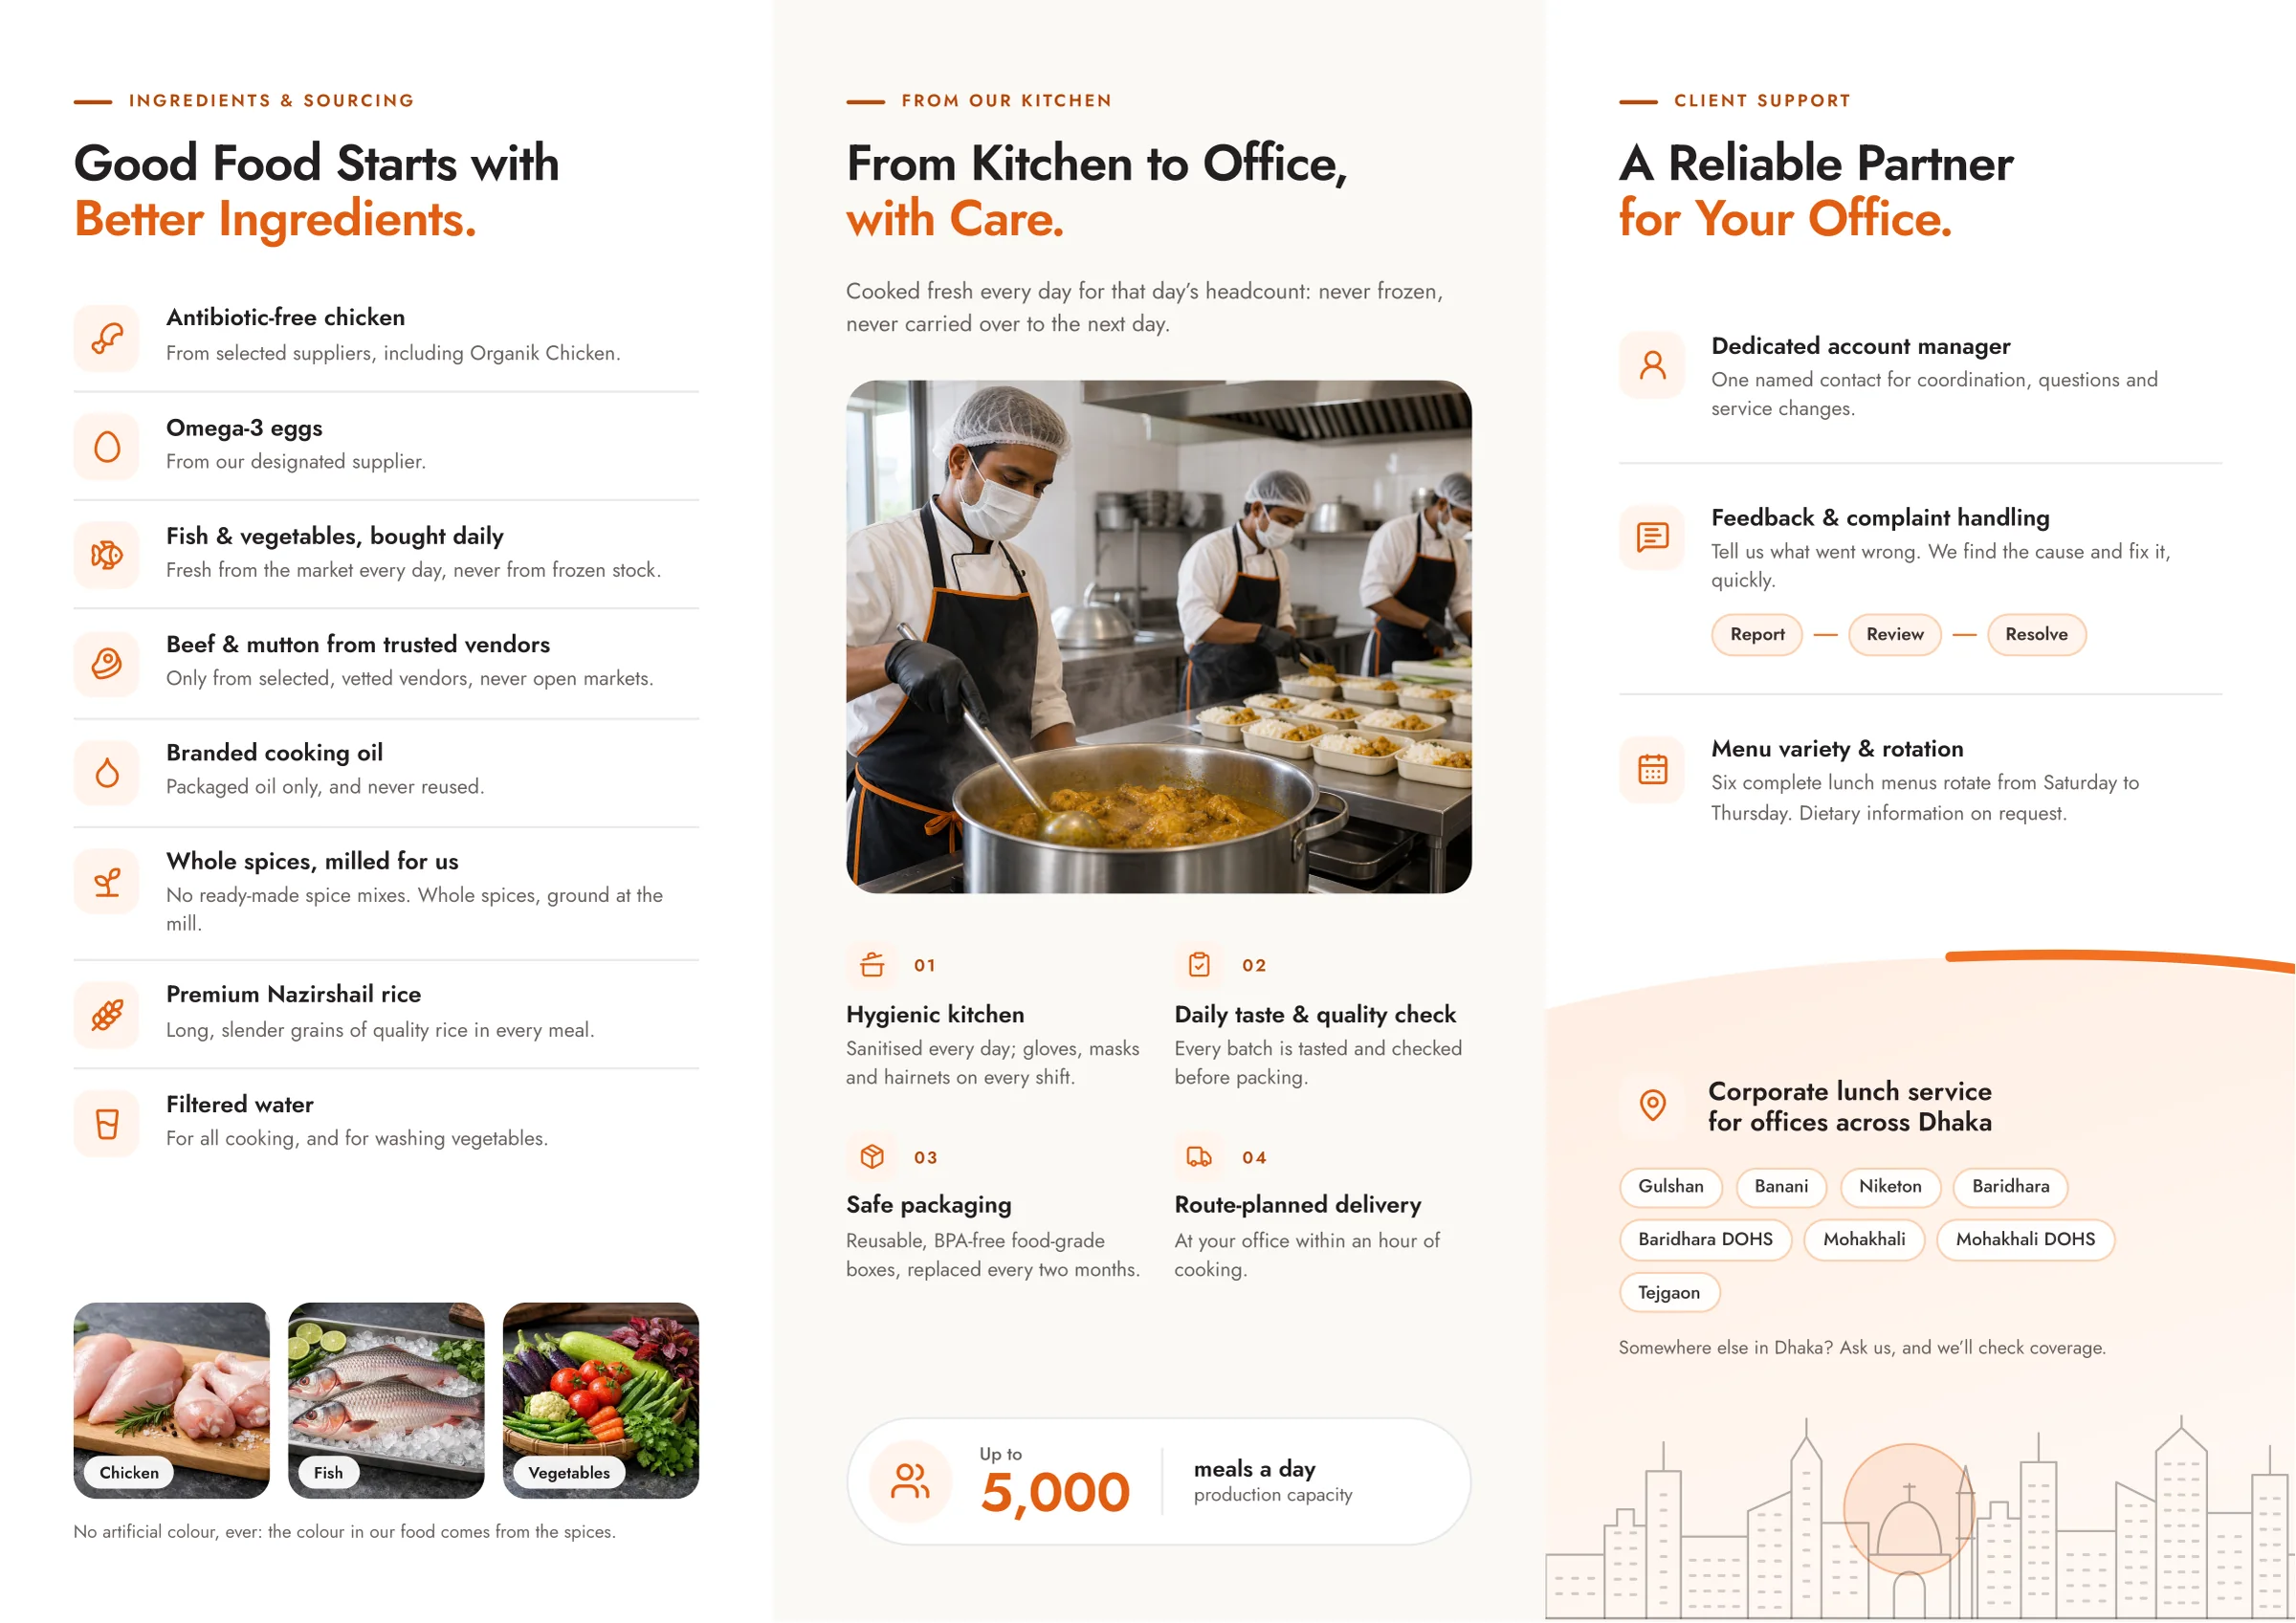 INGREDIENTS & SOURCING
Good Food Starts with
Better Ingredients.
Antibiotic-free chicken
From selected suppliers, including Organik Chicken.
Omega-3 eggs
From our designated supplier.
Fish & vegetables, bought daily
Fresh from the market every day, never from frozen stock.
Beef & mutton from trusted vendors
Only from selected, vetted vendors, never open markets.
Branded cooking oil
Packaged oil only, and never reused.
Whole spices, milled for us
No ready-made spice mixes. Whole spices, ground at the
mill.
Premium Nazirshail rice
Long, slender grains of quality rice in every meal.
Filtered water
For all cooking, and for washing vegetables.
Chicken
Fish
Vegetables
No artificial colour, ever: the colour in our food comes from the spices.
FROM OUR KITCHEN
From Kitchen to Office,
with Care.
Cooked fresh every day for that day’s headcount: never frozen,
never carried over to the next day.
01
Hygienic kitchen
Sanitised every day; gloves, masks
and hairnets on every shift.
02
Daily taste & quality check
Every batch is tasted and checked
before packing.
03
Safe packaging
Reusable, BPA-free food-grade
boxes, replaced every two months.
04
Route-planned delivery
At your office within an hour of
cooking.
Up to
5,000
meals a day
production capacity
CLIENT SUPPORT
A Reliable Partner
for Your Office.
Dedicated account manager
One named contact for coordination, questions and
service changes.
Feedback & complaint handling
Tell us what went wrong. We find the cause and fix it,
quickly.
Report
Review
Resolve
Menu variety & rotation
Six complete lunch menus rotate from Saturday to
Thursday. Dietary information on request.
Corporate lunch service
for offices across Dhaka
Gulshan
Banani
Niketon
Baridhara
Baridhara DOHS
Mohakhali
Mohakhali DOHS
Tejgaon
Somewhere else in Dhaka? Ask us, and we’ll check coverage.